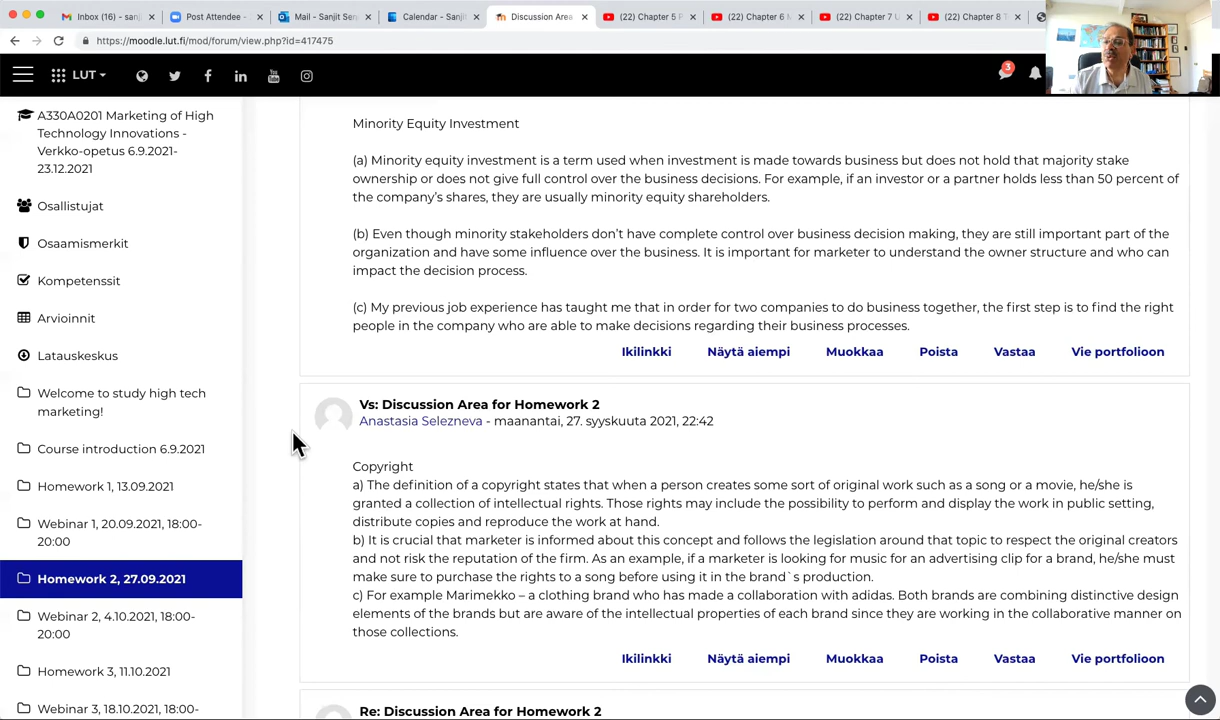 Inbox (16) - sanj
Post Attendee -
Mail - Sanjit Sen
Calendar - Sanjit
Discussion Area
(22) Chapter 5 P
(22) Chapter 6 M
(22) Chapter 7 U
(22) Chapter 8 T
https://moodle.lut.fi/mod/forum/view.php?id=417475
LUT
3
A330A0201 Marketing of High
Technology Innovations -
Verkko-opetus 6.9.2021-
23.12.2021
Osallistujat
Osaamismerkit
Kompetenssit
Arvioinnit
Latauskeskus
Welcome to study high tech
marketing!
Course introduction 6.9.2021
Homework 1, 13.09.2021
Webinar 1, 20.09.2021, 18:00-
20:00
Homework 2, 27.09.2021
Webinar 2, 4.10.2021, 18:00-
20:00
Homework 3, 11.10.2021
Webinar 3, 18.10.2021, 18:00-
Minority Equity Investment
(a) Minority equity investment is a term used when investment is made towards business but does not hold that majority stake
ownership or does not give full control over the business decisions. For example, if an investor or a partner holds less than 50 percent of
the company's shares, they are usually minority equity shareholders.
(b) Even though minority stakeholders don't have complete control over business decision making, they are still important part of the
organization and have some influence over the business. It is important for marketer to understand the owner structure and who can
impact the decision process.
(c) My previous job experience has taught me that in order for two companies to do business together, the first step is to find the right
people in the company who are able to make decisions regarding their business processes.
Ikilinkki Näytä aiempi Muokkaa Poista Vastaa Vie portfolioon
Vs: Discussion Area for Homework 2
Anastasia Selezneva - maanantai, 27. syyskuuta 2021, 22:42
Copyright
a) The definition of a copyright states that when a person creates some sort of original work such as a song or a movie, he/she is
granted a collection of intellectual rights. Those rights may include the possibility to perform and display the work in public setting,
distribute copies and reproduce the work at hand.
b) It is crucial that marketer is informed about this concept and follows the legislation around that topic to respect the original creators
and not risk the reputation of the firm. As an example, if a marketer is looking for music for an advertising clip for a brand, he/she must
make sure to purchase the rights to a song before using it in the brand`s production.
c) For example Marimekko – a clothing brand who has made a collaboration with adidas. Both brands are combining distinctive design
elements of the brands but are aware of the intellectual properties of each brand since they are working in the collaborative manner on
those collections.
Ikilinkki Näytä aiempi Muokkaa Poista Vastaa Vie portfolioon
Re: Discussion Area for Homework 2